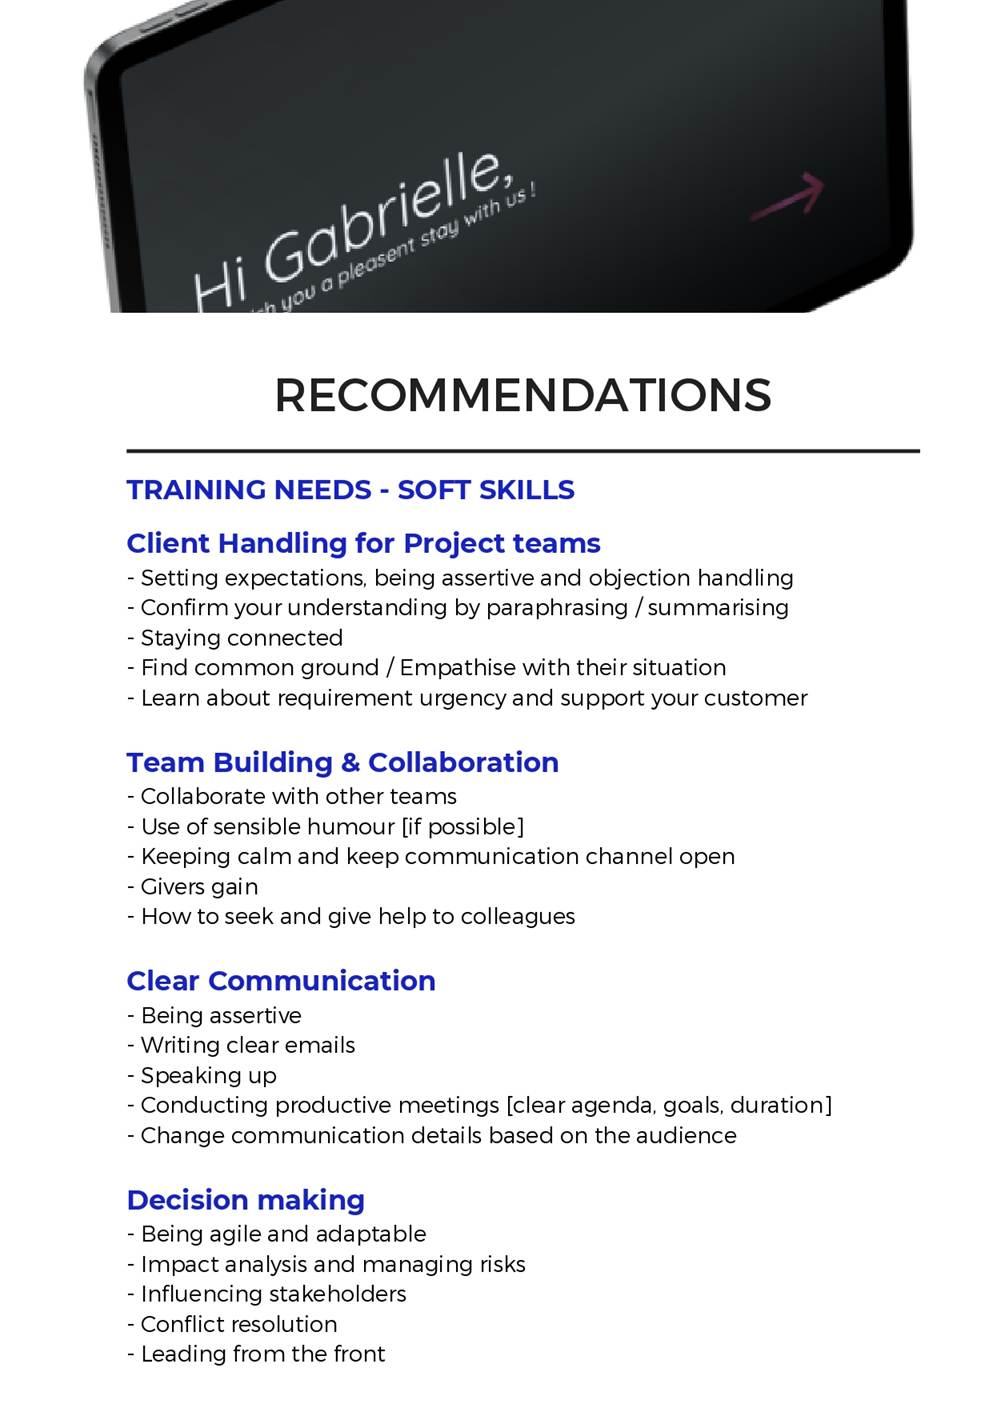 Hi Gabrielle,
you a pleasent stay with us !
RECOMMENDATIONS
TRAINING NEEDS - SOFT SKILLS
Client Handling for Project teams
- Setting expectations, being assertive and objection handling
- Confirm your understanding by paraphrasing / summarising
- Staying connected
- Find common ground / Empathise with their situation
- Learn about requirement urgency and support your customer
Team Building & Collaboration
- Collaborate with other teams
- Use of sensible humour [if possible]
- Keeping calm and keep communication channel open
- Givers gain
- How to seek and give help to colleagues
Clear Communication
- Being assertive
- Writing clear emails
- Speaking up
- Conducting productive meetings [clear agenda, goals, duration]
- Change communication details based on the audience
Decision making
- Being agile and adaptable
- Impact analysis and managing risks
- Influencing stakeholders
- Conflict resolution
- Leading from the front